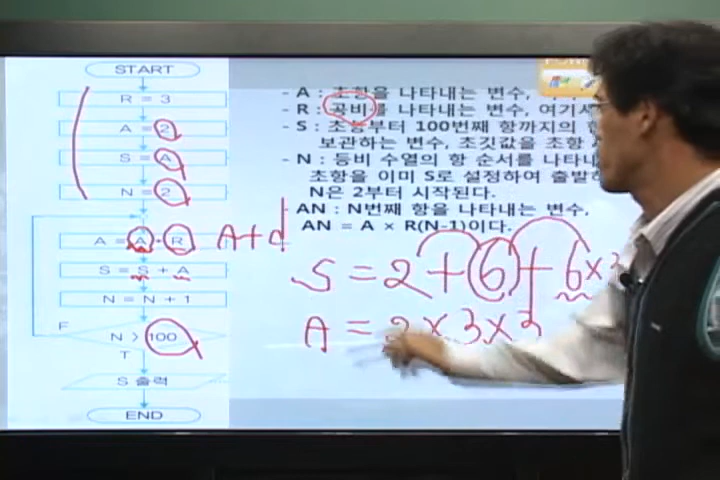 START
R = 3
A = 2
S = A
N = 2
A = A * R
S = S + A
N = N + 1
N > 100
F
T
S 출력
END
- A : 초항을 나타내는 변수,
- R : 공비를 나타내는 변수, 여기서
- S : 초항부터 100번째 항까지의
보관하는 변수, 초깃값을 초항
- N : 등비 수열의 항 순서를 나타내
초항을 이미 S로 설정하여 출발
N은 2부터 시작된다.
- AN : N번째 항을 나타내는 변수,
AN = A × R(N-1)이다.
A + d
S = 2 + 6 + 6 × 3
A = 2 × 3 × 3